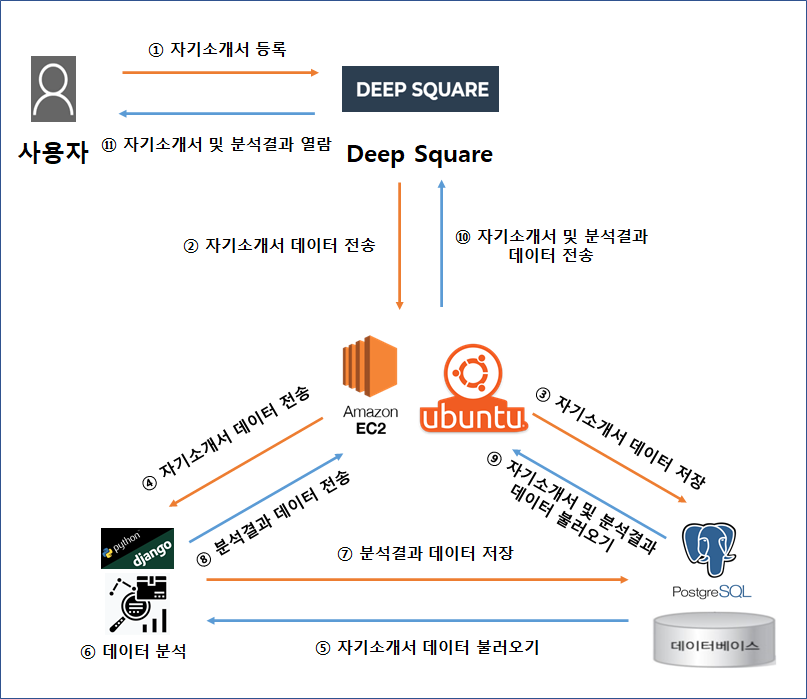 ① 자기소개서 등록
DEEP SQUARE
사용자
⑪ 자기소개서 및 분석결과 열람
Deep Square
② 자기소개서 데이터 전송
⑩ 자기소개서 및 분석결과
데이터 전송
Amazon
EC2
ubuntu
③ 자기소개서 데이터 저장
④ 자기소개서 데이터 전송
⑨ 자기소개서 및 분석결과
데이터 불러오기
⑧ 분석결과 데이터 전송
python
django
⑦ 분석결과 데이터 저장
PostgreSQL
⑥ 데이터 분석
⑤ 자기소개서 데이터 불러오기
데이터베이스